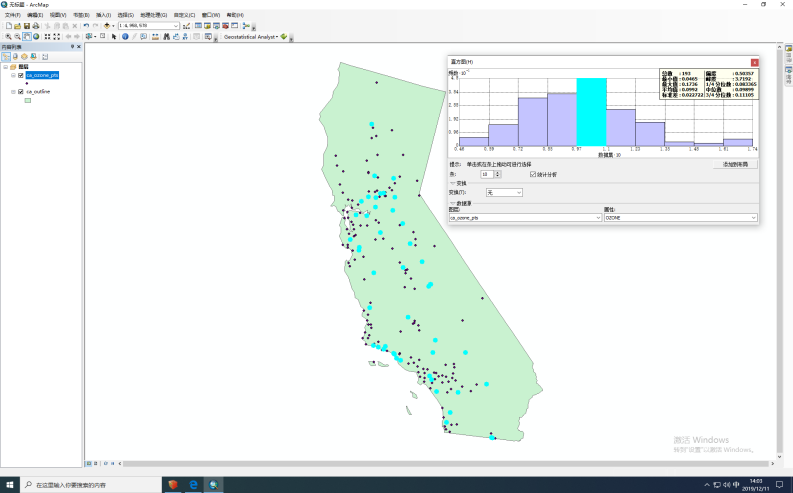 无标题 - ArcMap
文件(F) 编辑(E) 视图(V) 书签(B) 插入(I) 选择(S) 地理处理(G) 自定义(C) 窗口(W) 帮助(H)
1:4,998,978
Geostatistical Analyst
内容列表
图层
ca_ozone_pts
ca_outline
直方图(H)
频数·10
总数 : 193 偏度 : 0.50357
最小值 : 0.0465 峰度 : 3.7192
最大值 : 0.1736 1/4 分位数 : 0.083365
平均值 : 0.0992 中位数 : 0.09899
标准差 : 0.022722 3/4 分位数 : 0.11105
2.56
1.92
0.96
0
0.46 0.59 0.72 0.85 0.97 1.1 1.23 1.35 1.48 1.61 1.74
数据集·10
提示: 单击或在条上拖动可进行选择
添加到布局
条: 10 统计分析
变换
变换(T): 无
数据源
图层: 属性:
ca_ozone_pts OZONE
激活 Windows
转到"设置"以激活 Windows。
在这里输入你要搜索的内容
中
14:03
2019/12/11